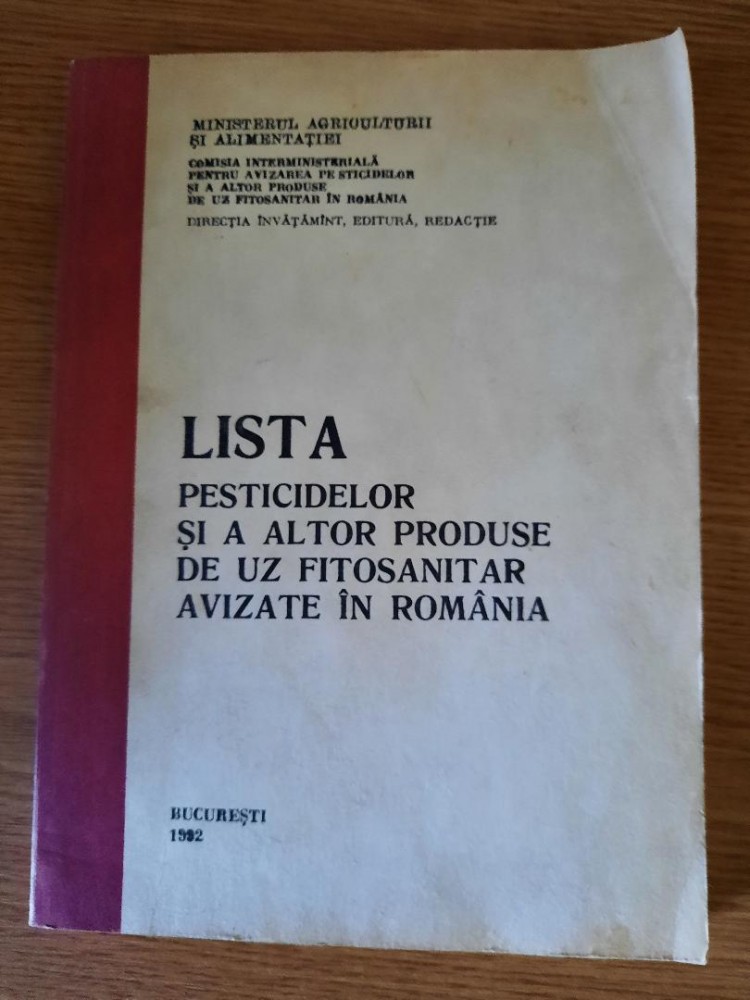 MINISTERUL AGRICULTURII
ȘI ALIMENTAȚIEI
COMISIA INTERMINISTERIALĂ
PENTRU AVIZAREA PESTICIDELOR
ȘI A ALTOR PRODUSE
DE UZ FITOSANITAR ÎN ROMÂNIA
DIRECȚIA ÎNVĂȚĂMÎNT, EDITURĂ, REDACȚIE
LISTA
PESTICIDELOR
ȘI A ALTOR PRODUSE
DE UZ FITOSANITAR
AVIZATE ÎN ROMÂNIA
BUCUREȘTI
1992